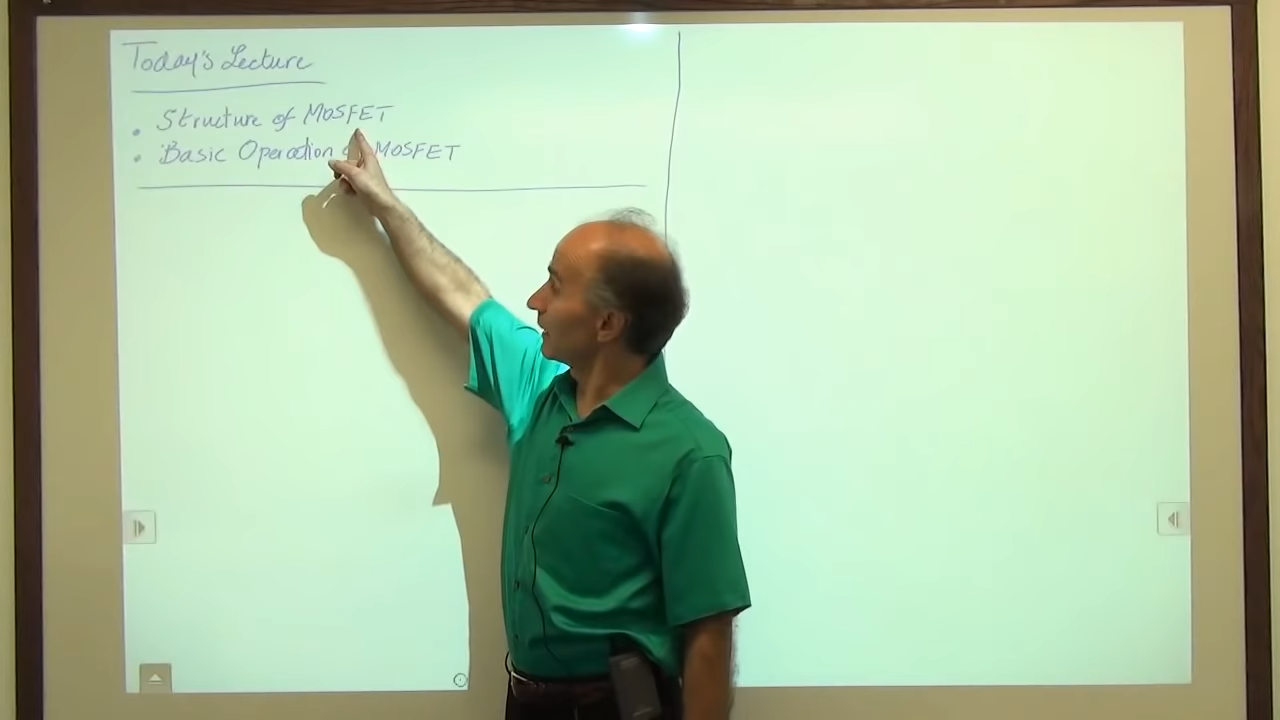 Today's Lecture
• Structure of MOSFET
• Basic Operation of MOSFET